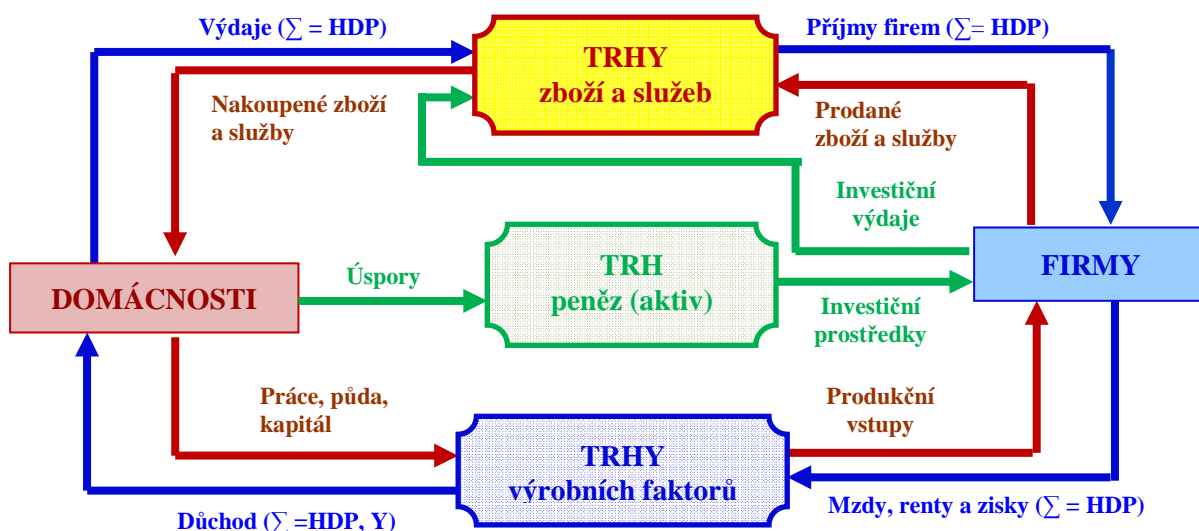 Výdaje (∑ = HDP)
TRHY
zboží a služeb
Příjmy firem (∑= HDP)
Nakoupené zboží
a služby
Prodané
zboží a služby
Investiční
výdaje
DOMÁCNOSTI
Úspory
TRH
peněz (aktiv)
Investiční
prostředky
FIRMY
Práce, půda,
kapitál
TRHY
výrobních faktorů
Produkční
vstupy
Důchod (∑ =HDP, Y)
Mzdy, renty a zisky (∑ = HDP)